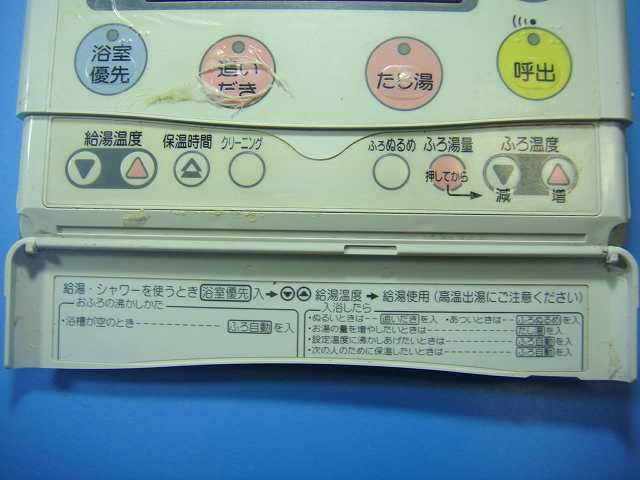 浴室
優先
追い
だき
たし湯
呼出
給湯温度
保温時間
クリーニング
ふろぬるめ
ふろ湯量
ふろ温度
押してから
減
増
給湯・シャワーを使うとき 浴室優先 入 → ▽△ 給湯温度 → 給湯使用 (高温出湯にご注意ください)
おふろの沸かしかた
・浴槽が空のとき ふろ自動 を入
入浴したら
・ぬるいときは 追いだき を入 ・あついときは ふろぬるめ を入
・お湯の量を増やしたいときは たし湯 を入
・設定温度に沸かしあげたいときは ふろ自動 を入
・次の人のために保温したいときは ふろ自動 を入